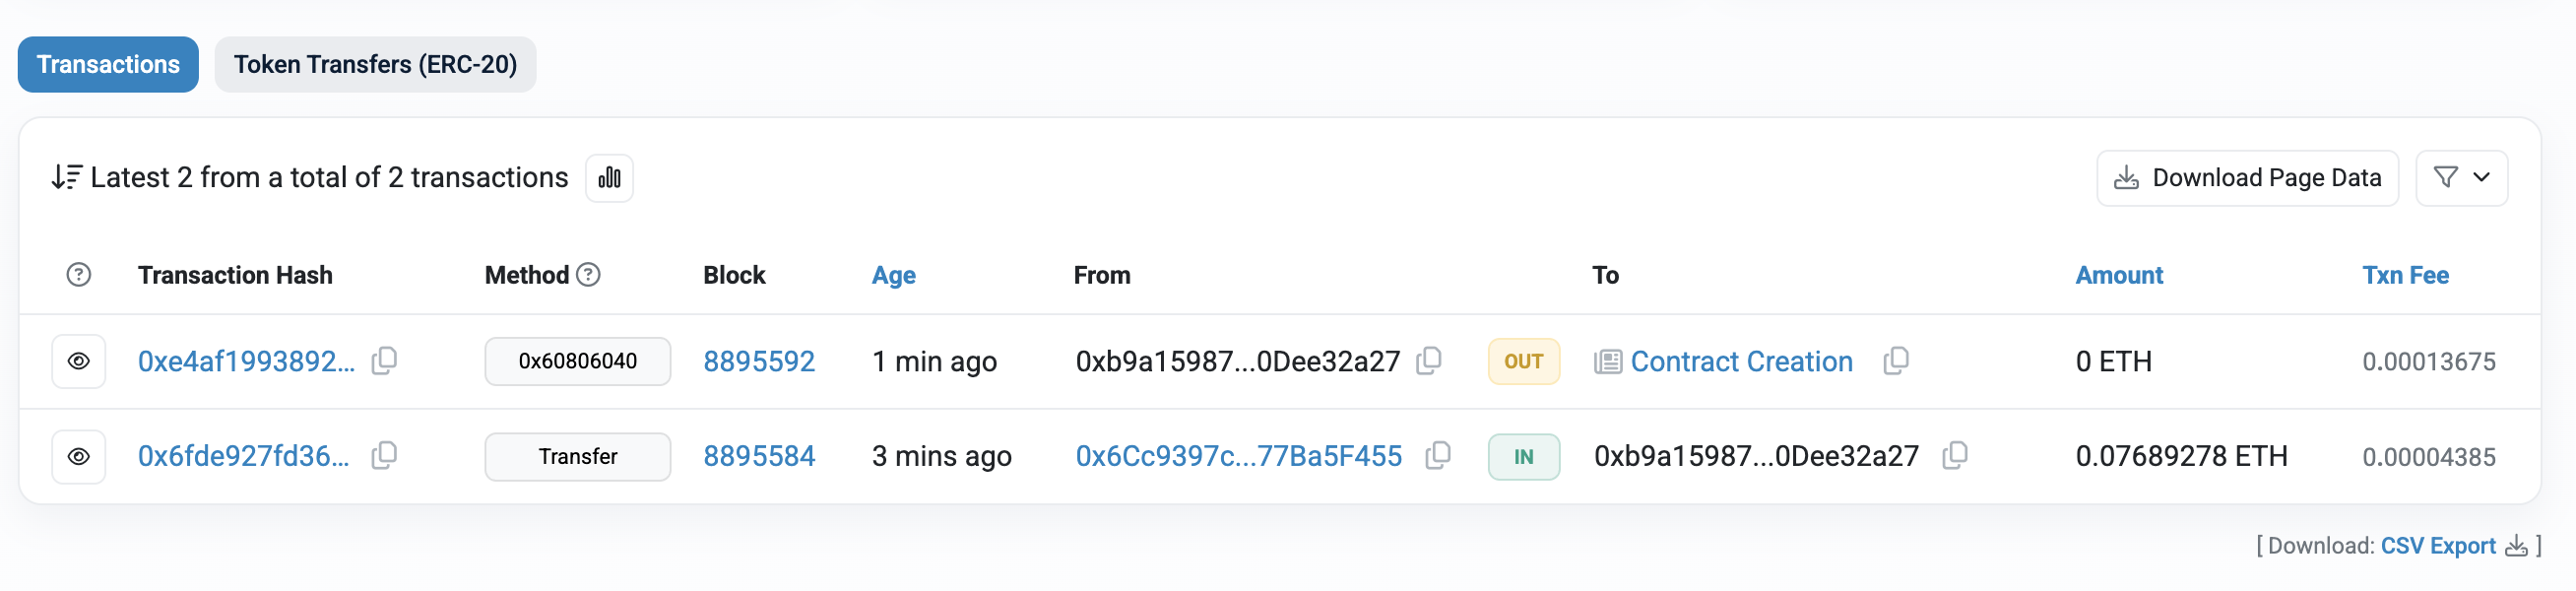 Transactions Token Transfers (ERC-20)
Latest 2 from a total of 2 transactions Download Page Data
Transaction Hash Method Block Age From To Amount Txn Fee
0xe4af1993892... 0x60806040 8895592 1 min ago 0xb9a15987...0Dee32a27 OUT Contract Creation 0 ETH 0.00013675
0x6fde927fd36... Transfer 8895584 3 mins ago 0x6Cc9397c...77Ba5F455 IN 0xb9a15987...0Dee32a27 0.07689278 ETH 0.00004385
[ Download: CSV Export ]